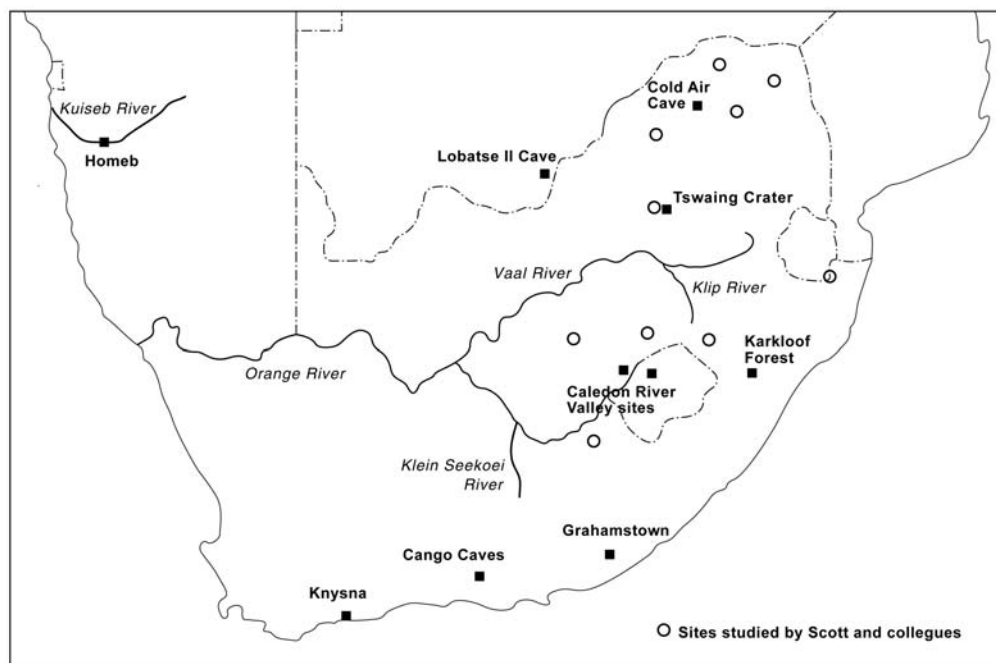 Kuiseb River
Homeb
Cold Air
Cave
Lobatse II Cave
Tswaing Crater
Vaal River
Klip River
Orange River
Karkloof
Forest
Caledon River
Valley sites
Klein Seekoei
River
Grahamstown
Cango Caves
Knysna
Sites studied by Scott and collegues